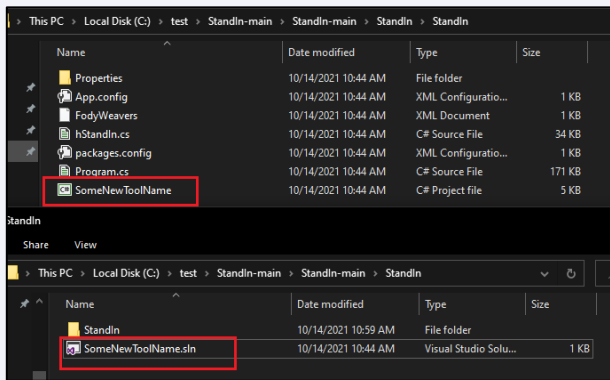 This PC > Local Disk (C:) > test > StandIn-main > StandIn-main > StandIn > StandIn
Name Date modified Type Size
Properties 10/14/2021 10:44 AM File folder
App.config 10/14/2021 10:44 AM XML Configuratio... 1 KB
FodyWeavers 10/14/2021 10:44 AM XML Document 1 KB
hStandIn.cs 10/14/2021 10:44 AM C# Source File 34 KB
packages.config 10/14/2021 10:44 AM XML Configuratio... 1 KB
Program.cs 10/14/2021 10:44 AM C# Source File 171 KB
SomeNewToolName 10/14/2021 10:44 AM C# Project file 5 KB
StandIn
Share View
This PC > Local Disk (C:) > test > StandIn-main > StandIn-main > StandIn
Name Date modified Type Size
StandIn 10/14/2021 10:59 AM File folder
SomeNewToolName.sln 10/14/2021 10:44 AM Visual Studio Solu... 1 KB